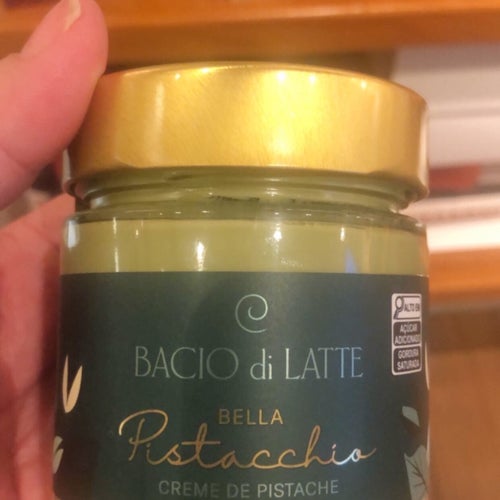 BACIO di LATTE
ALTO EM
AÇÚCAR
ADICIONADO
GORDURA
SATURADA
BELLA
Pistacchio
CREME DE PISTACHE